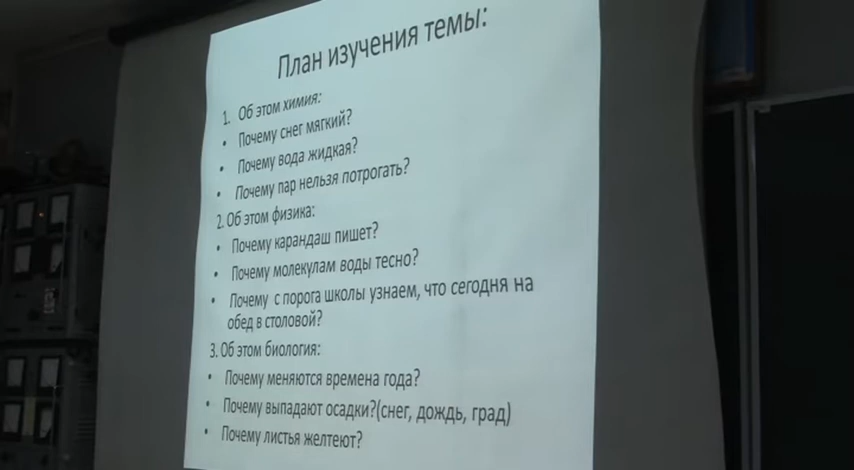 План изучения темы:
1. Об этом химия:
• Почему снег мягкий?
• Почему вода жидкая?
• Почему пар нельзя потрогать?
2. Об этом физика:
• Почему карандаш пишет?
• Почему молекулам воды тесно?
• Почему с порога школы узнаем, что сегодня на
обед в столовой?
3. Об этом биология:
• Почему меняются времена года?
• Почему выпадают осадки?(снег, дождь, град)
• Почему листья желтеют?